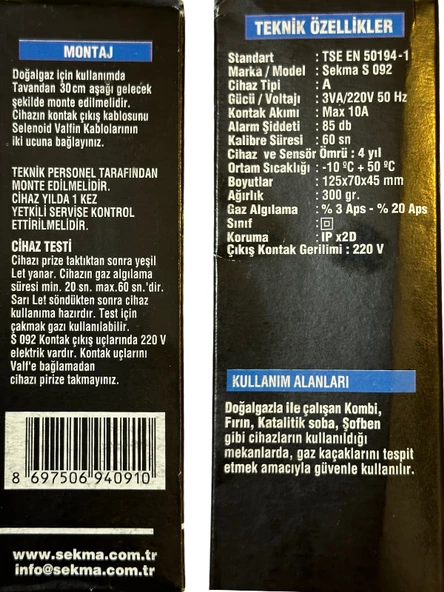 MONTAJ
Doğalgaz için kullanımda
Tavandan 30cm aşağı gelecek
şekilde monte edilmelidir.
Cihazın kontak çıkış kablosunu
Selenoid Valfin Kablolarının
iki ucuna bağlayınız.
TEKNİK PERSONEL TARAFINDAN
MONTE EDİLMELİDİR.
CİHAZ YILDA 1 KEZ
YETKİLİ SERVİSE KONTROL
ETTİRİLMELİDİR.
CİHAZ TESTİ
Cihazı prize taktıktan sonra yeşil
Let yanar. Cihazın gaz algılama
süresi min. 20 sn. max.60 sn.'dir.
Sarı Let söndükten sonra cihaz
kullanıma hazırdır. Test için
çakmak gazı kullanılabilir.
S 092 Kontak çıkış uçlarında 220 V
elektrik vardır. Kontak uçlarını
Valf'e bağlamadan
cihazı prize takmayınız.
8 697506 940910
www.sekma.com.tr
info@sekma.com.tr
TEKNİK ÖZELLİKLER
Standart : TSE EN 50194-1
Marka / Model : Sekma S 092
Cihaz Tipi : A
Gücü / Voltajı : 3VA/220V 50 Hz
Kontak Akımı : Max 10A
Alarm Şiddeti : 85 db
Kalibre Süresi : 60 sn
Cihaz ve Sensör Ömrü : 4 yıl
Ortam Sıcaklığı : -10 ºC + 50 ºC
Boyutlar : 125x70x45 mm
Ağırlık : 300 gr.
Gaz Algılama : % 3 Aps - % 20 Aps
Sınıf :
Koruma : IP x2D
Çıkış Kontak Gerilimi : 220 V
KULLANIM ALANLARI
Doğalgazla ile çalışan Kombi,
Fırın, Katalitik soba, Şofben
gibi cihazların kullanıldığı
mekanlarda, gaz kaçaklarını tespit
etmek amacıyla güvenle kullanılır.